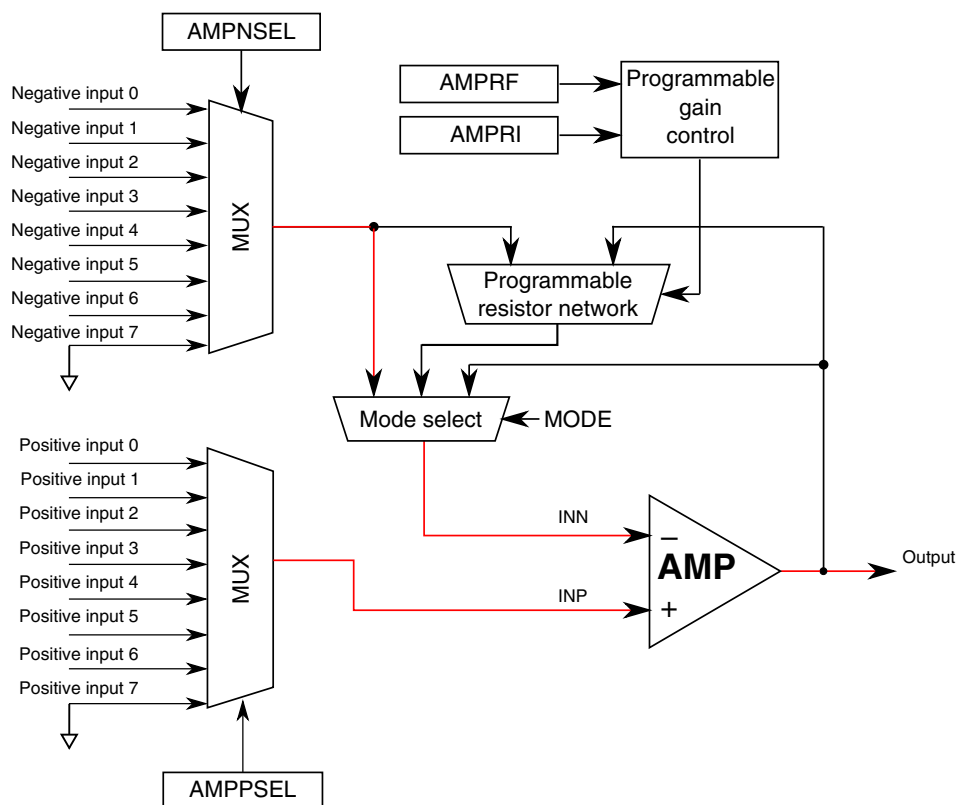 AMPNSEL
AMPRF
AMPRI
Programmable
gain
control
Negative input 0
Negative input 1
Negative input 2
Negative input 3
Negative input 4
Negative input 5
Negative input 6
Negative input 7
MUX
Programmable
resistor network
Mode select
MODE
Positive input 0
Positive input 1
Positive input 2
Positive input 3
Positive input 4
Positive input 5
Positive input 6
Positive input 7
MUX
INN
INP
−
AMP
+
Output
AMPPSEL